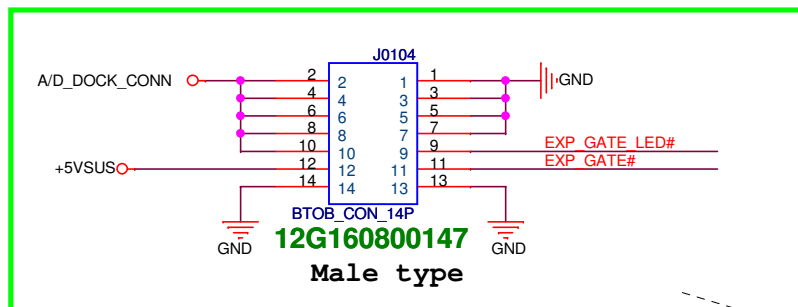 J0104
A/D_DOCK_CONN 2 2 1 1 GND
4 4 3 3
6 6 5 5
8 8 7 7
10 10 9 9 EXP_GATE_LED#
+5VSUS 12 12 11 11 EXP_GATE#
14 14 13 13
BTOB_CON_14P
GND 12G160800147 GND
Male type